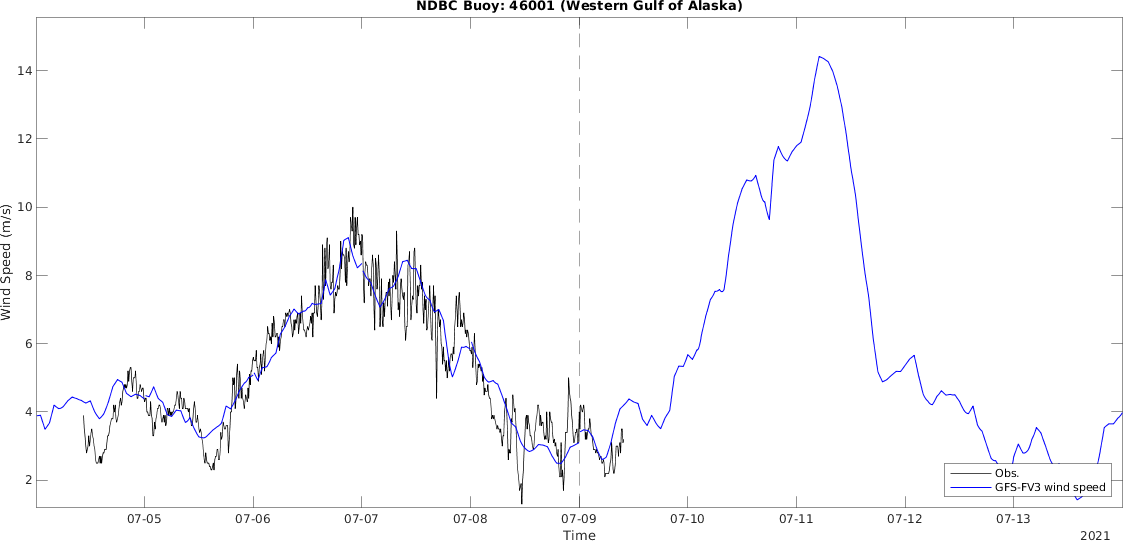 NDBC Buoy: 46001 (Western Gulf of Alaska)
Wind Speed (m/s)
14
12
10
8
6
4
2
Obs.
GFS-FV3 wind speed
07-05 07-06 07-07 07-08 07-09 07-10 07-11 07-12 07-13
Time
2021